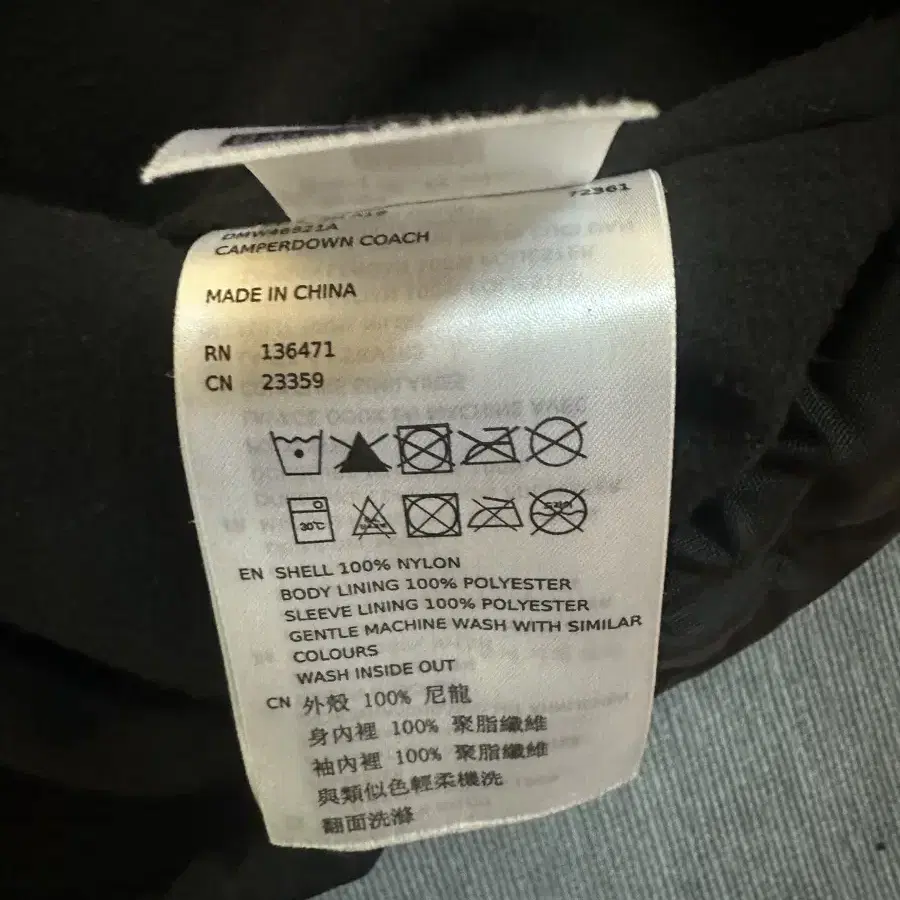 72361
CAMPERDOWN COACH
MADE IN CHINA
RN 136471
CN 23359
30°C
EN SHELL 100% NYLON
BODY LINING 100% POLYESTER
SLEEVE LINING 100% POLYESTER
GENTLE MACHINE WASH WITH SIMILAR
COLOURS
WASH INSIDE OUT
CN 外殼 100% 尼龍
身內裡 100% 聚脂纖維
袖內裡 100% 聚脂纖維
與類似色輕柔機洗
翻面洗滌